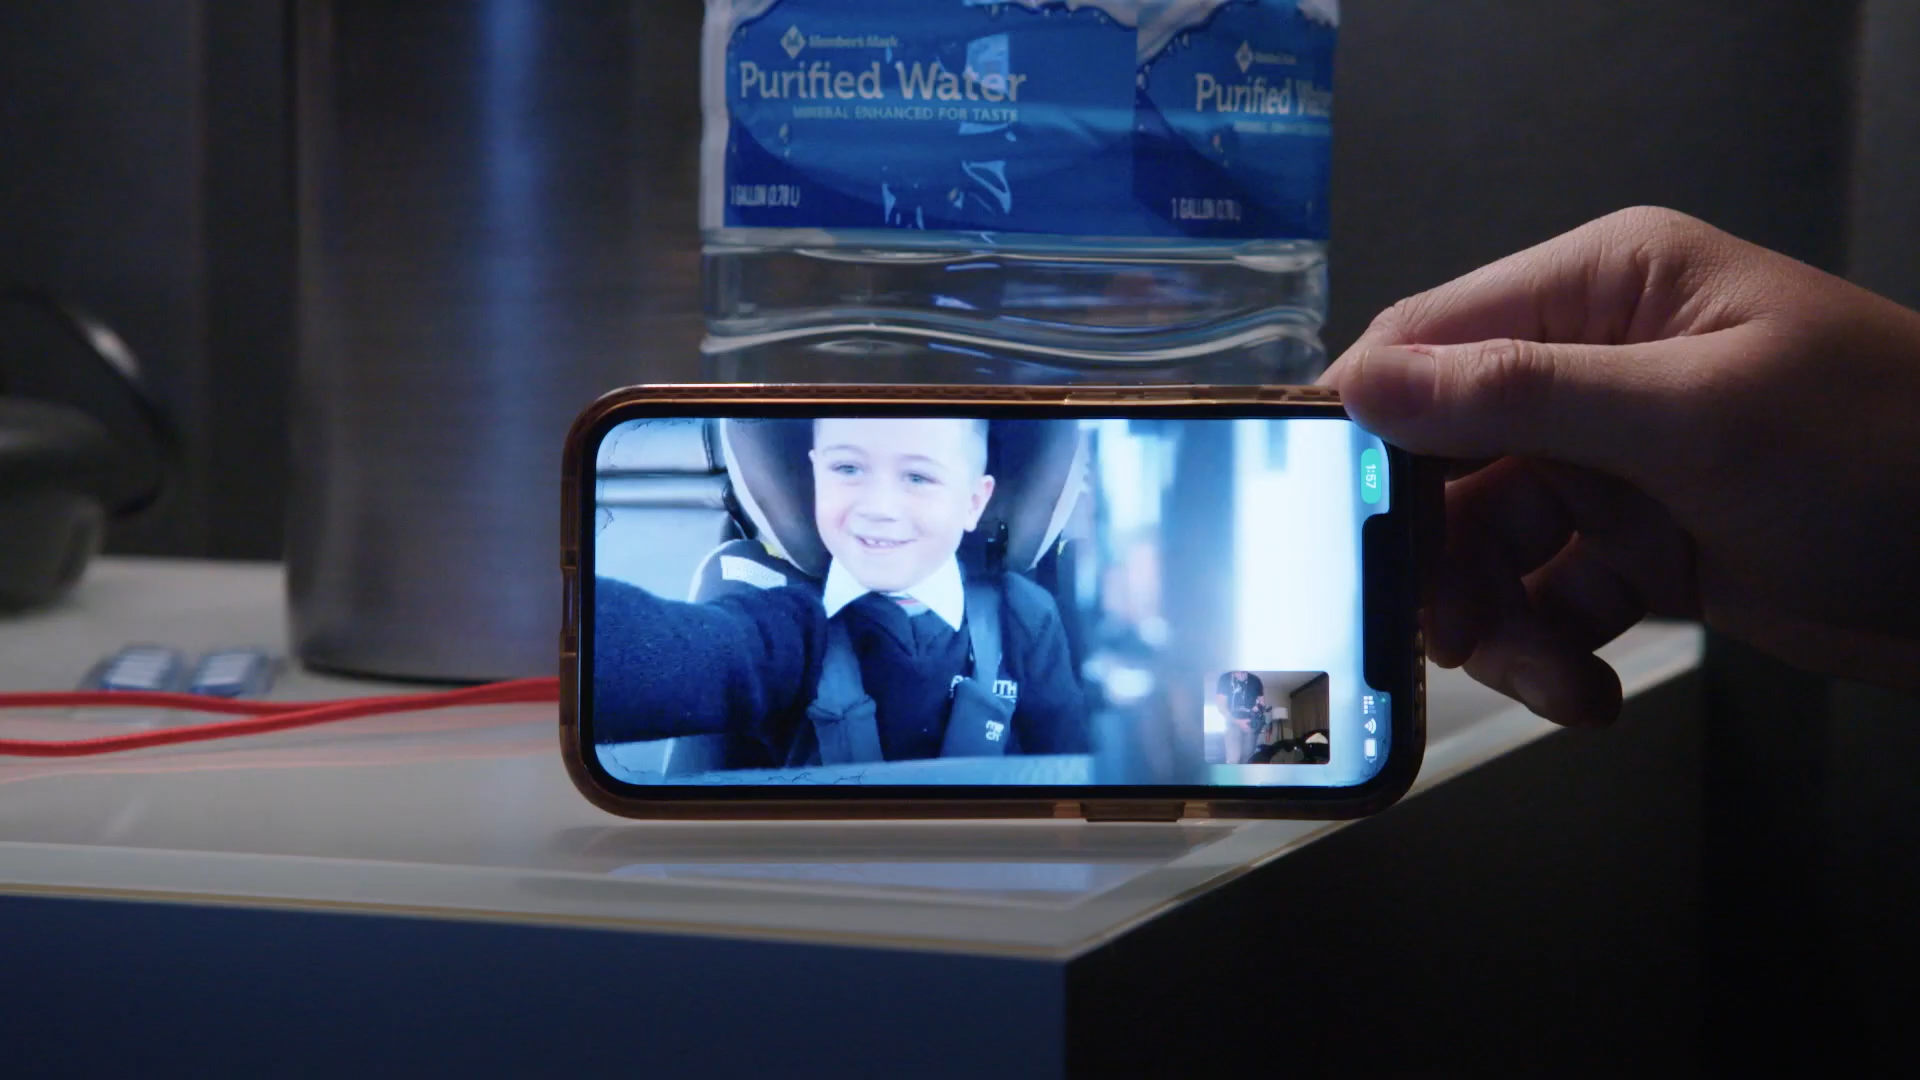 Member's Mark
Purified Water
MINERAL ENHANCED FOR TASTE
1 GALLON (3.78 L)
Purified Water
1 GALLON (3.78 L)
1:57